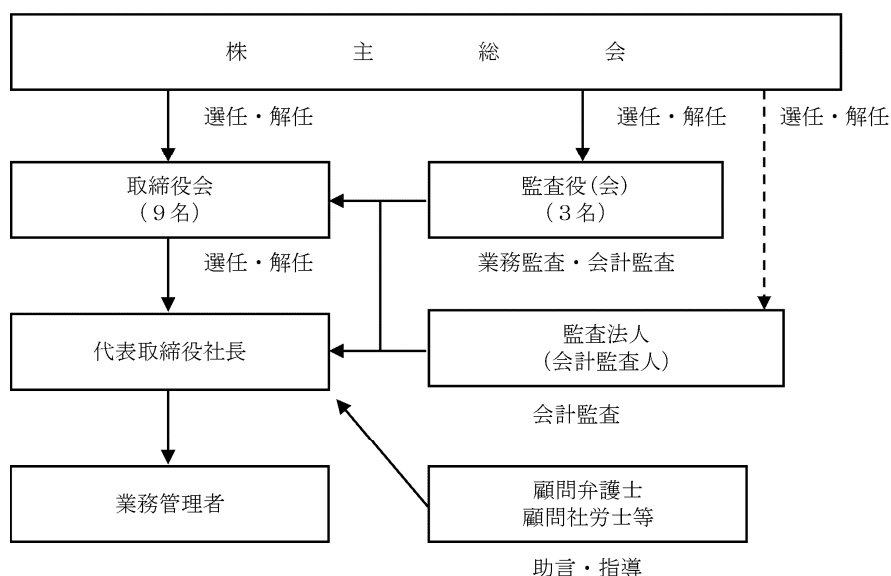 株主総会
選任・解任
選任・解任
選任・解任
取締役会
(９名)
監査役(会)
(３名)
選任・解任
業務監査・会計監査
代表取締役社長
監査法人
(会計監査人)
会計監査
業務管理者
顧問弁護士
顧問社労士等
助言・指導